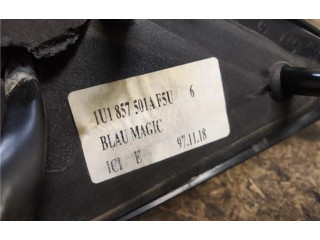 1U1 857 501A F5U 6
BLAU MAGIC
ICI E 97.11.18